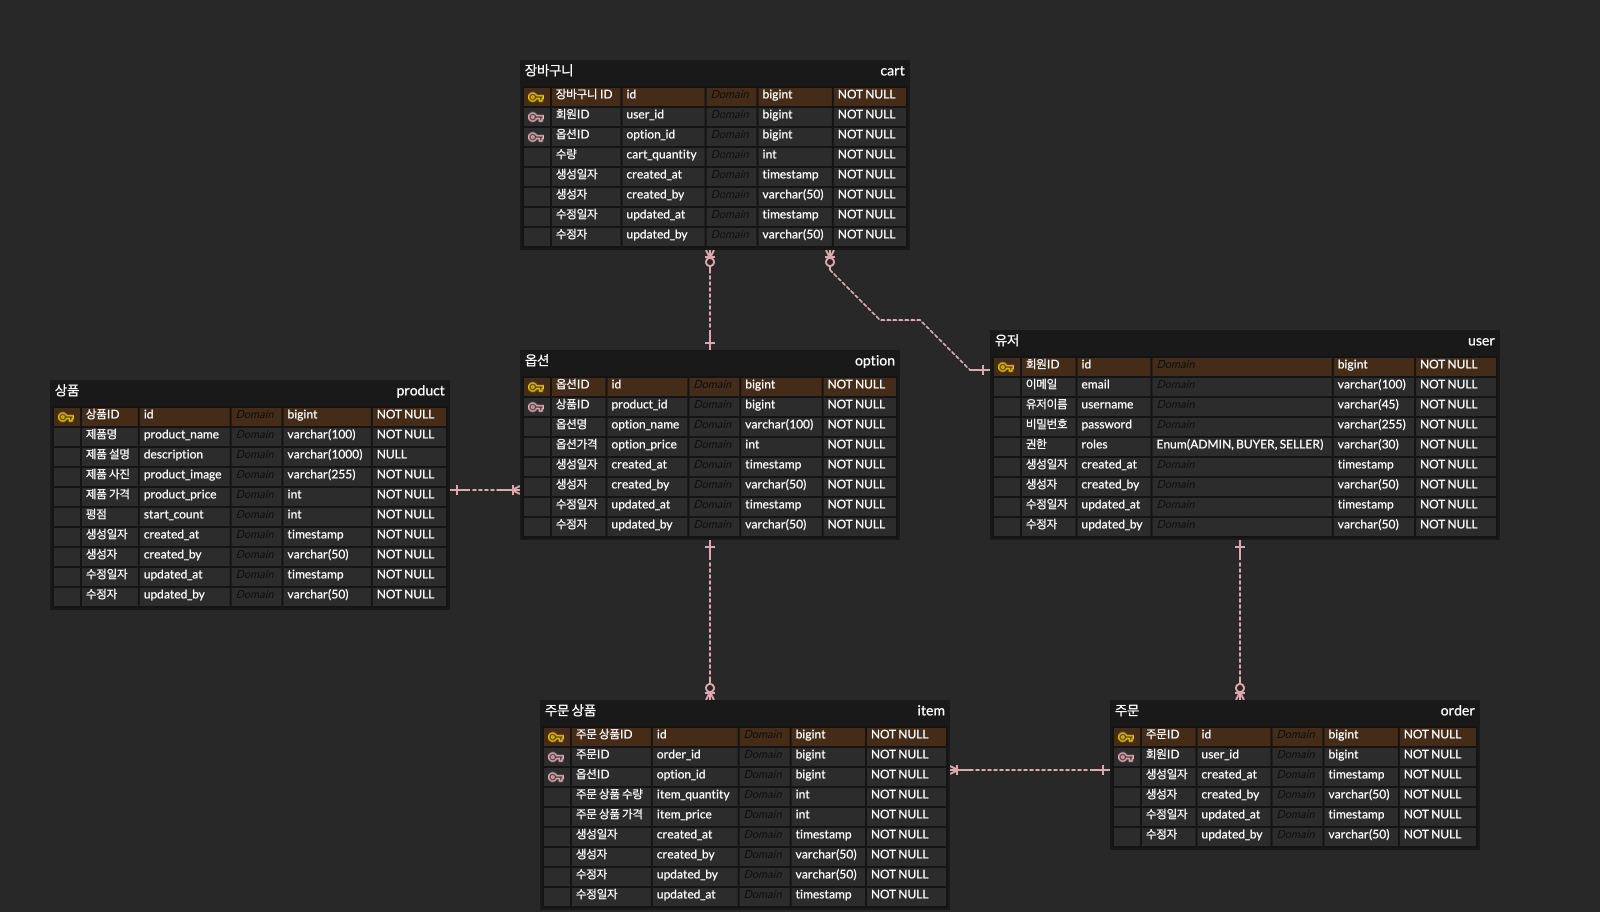 장바구니 cart
장바구니 ID id Domain bigint NOT NULL
회원ID user_id Domain bigint NOT NULL
옵션ID option_id Domain bigint NOT NULL
수량 cart_quantity Domain int NOT NULL
생성일자 created_at Domain timestamp NOT NULL
생성자 created_by Domain varchar(50) NOT NULL
수정일자 updated_at Domain timestamp NOT NULL
수정자 updated_by Domain varchar(50) NOT NULL
유저 user
회원ID id Domain bigint NOT NULL
이메일 email Domain varchar(100) NOT NULL
유저이름 username Domain varchar(45) NOT NULL
비밀번호 password Domain varchar(255) NOT NULL
권한 roles Enum(ADMIN, BUYER, SELLER) varchar(30) NOT NULL
생성일자 created_at Domain timestamp NOT NULL
생성자 created_by Domain varchar(50) NOT NULL
수정일자 updated_at Domain timestamp NOT NULL
수정자 updated_by Domain varchar(50) NOT NULL
옵션 option
옵션ID id Domain bigint NOT NULL
상품ID product_id Domain bigint NOT NULL
옵션명 option_name Domain varchar(100) NOT NULL
옵션가격 option_price Domain int NOT NULL
생성일자 created_at Domain timestamp NOT NULL
생성자 created_by Domain varchar(50) NOT NULL
수정일자 updated_at Domain timestamp NOT NULL
수정자 updated_by Domain varchar(50) NOT NULL
상품 product
상품ID id Domain bigint NOT NULL
제품명 product_name Domain varchar(100) NOT NULL
제품 설명 description Domain varchar(1000) NULL
제품 사진 product_image Domain varchar(255) NOT NULL
제품 가격 product_price Domain int NOT NULL
평점 start_count Domain int NOT NULL
생성일자 created_at Domain timestamp NOT NULL
생성자 created_by Domain varchar(50) NOT NULL
수정일자 updated_at Domain timestamp NOT NULL
수정자 updated_by Domain varchar(50) NOT NULL
주문 상품 item
주문 상품ID id Domain bigint NOT NULL
주문ID order_id Domain bigint NOT NULL
옵션ID option_id Domain bigint NOT NULL
주문 상품 수량 item_quantity Domain int NOT NULL
주문 상품 가격 item_price Domain int NOT NULL
생성일자 created_at Domain timestamp NOT NULL
생성자 created_by Domain varchar(50) NOT NULL
수정자 updated_by Domain varchar(50) NOT NULL
수정일자 updated_at Domain timestamp NOT NULL
주문 order
주문ID id Domain bigint NOT NULL
회원ID user_id Domain bigint NOT NULL
생성일자 created_at Domain timestamp NOT NULL
생성자 created_by Domain varchar(50) NOT NULL
수정일자 updated_at Domain timestamp NOT NULL
수정자 updated_by Domain varchar(50) NOT NULL